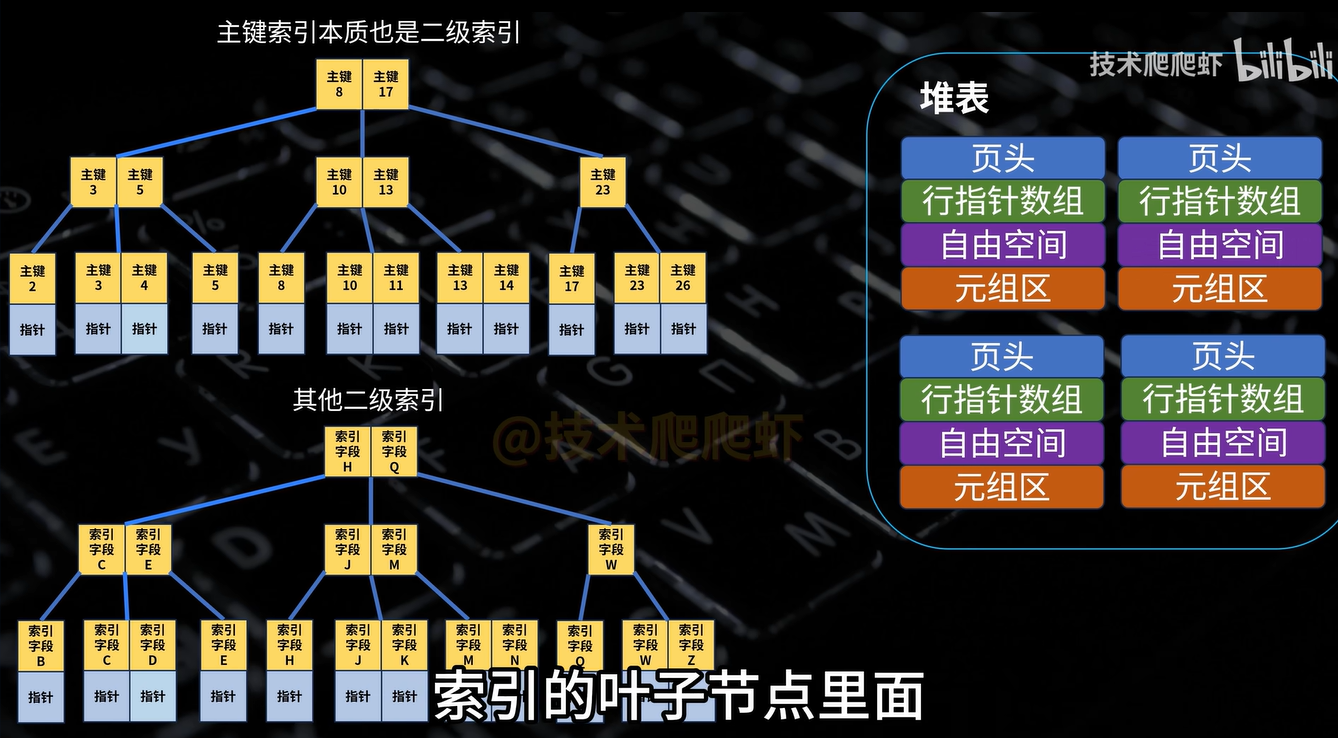 主键索引本质也是二级索引
技术爬爬虾 bilibili
主键 8 主键 17
主键 3 主键 5 主键 10 主键 13 主键 23
主键 2 主键 3 主键 4 主键 5 主键 8 主键 10 主键 11 主键 13 主键 14 主键 17 主键 23 主键 26
指针 指针 指针 指针 指针 指针 指针 指针 指针 指针 指针 指针
其他二级索引
索引字段 H 索引字段 Q
索引字段 C 索引字段 E 索引字段 J 索引字段 M 索引字段 W
索引字段 B 索引字段 C 索引字段 D 索引字段 E 索引字段 H 索引字段 J 索引字段 K 索引字段 M 索引字段 N 索引字段 Q 索引字段 W 索引字段 Z
指针 指针 指针 指针 指针 指针 指针
堆表
页头 页头
行指针数组 行指针数组
自由空间 自由空间
元组区 元组区
页头 页头
行指针数组 行指针数组
自由空间 自由空间
元组区 元组区
@技术爬爬虾
索引的叶子节点里面